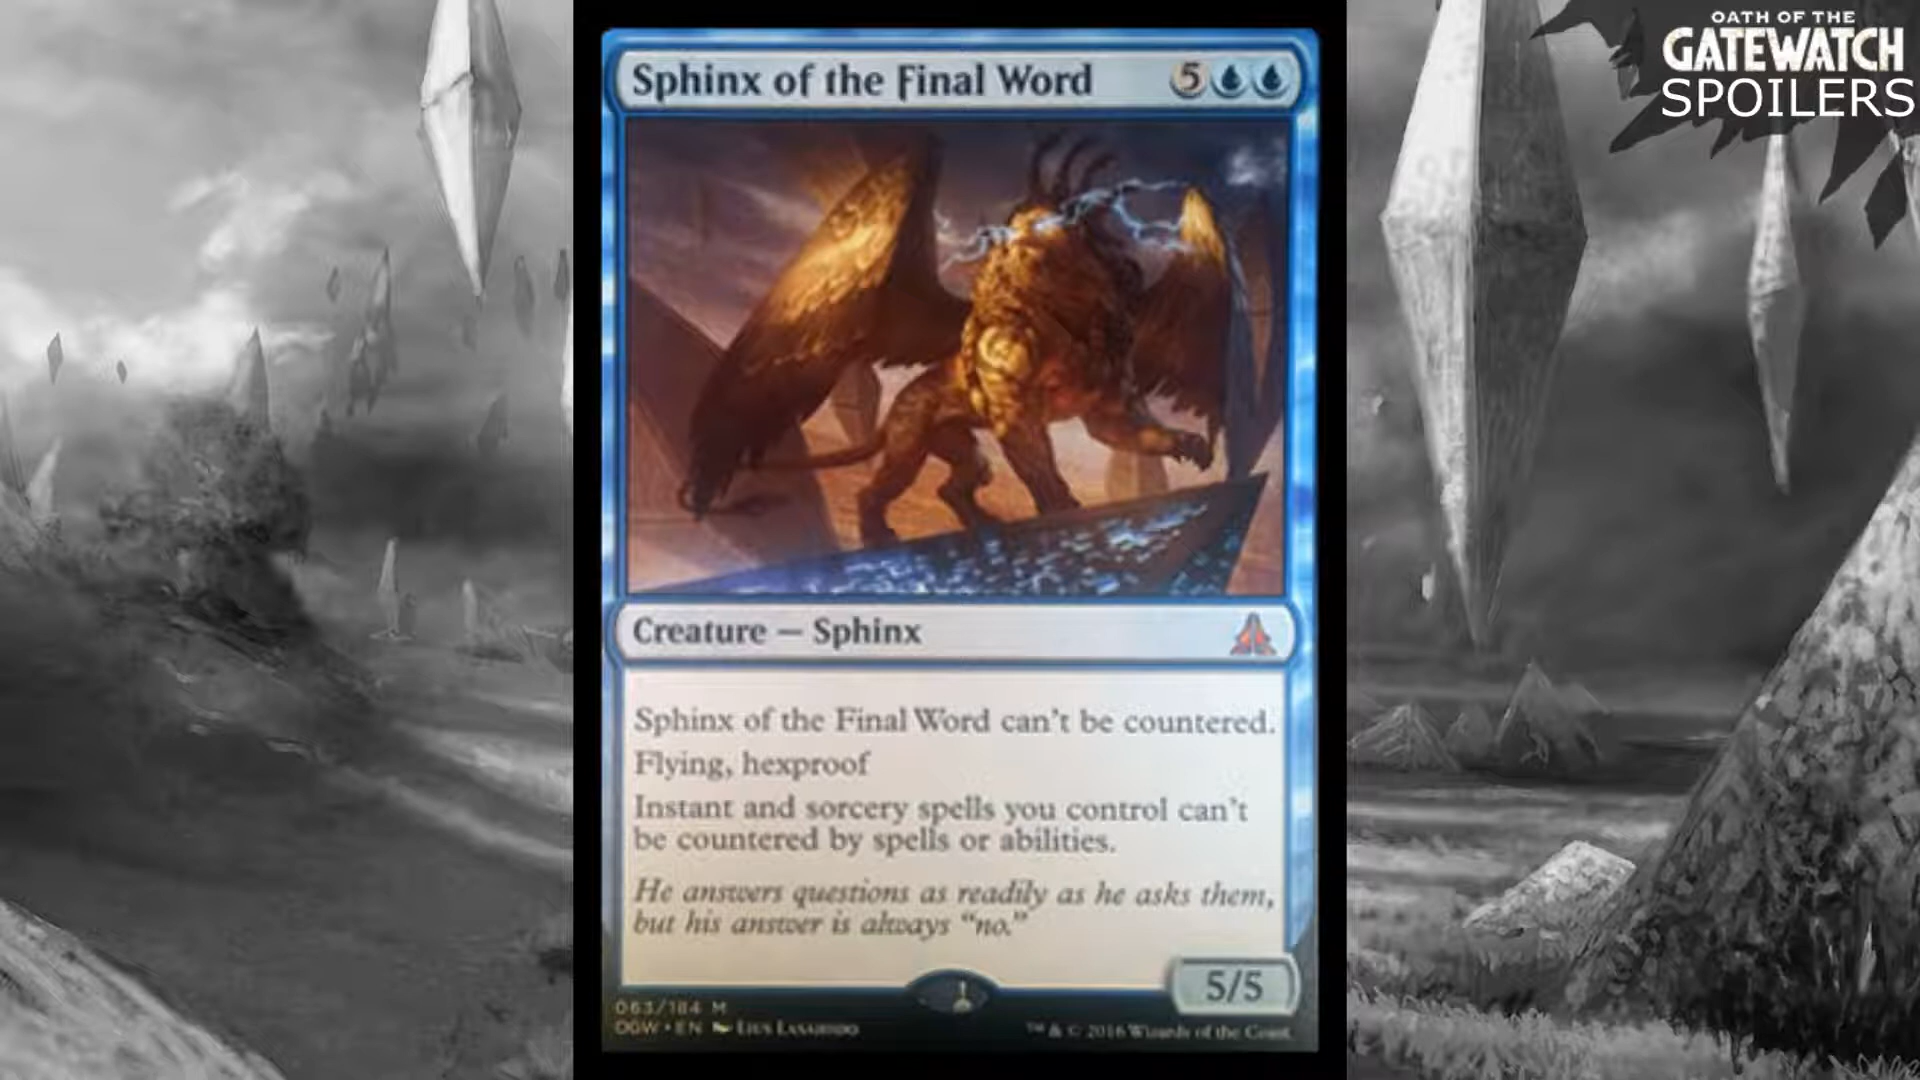 OATH OF THE
GATEWATCH
SPOILERS
Sphinx of the Final Word
5
Creature — Sphinx
Sphinx of the Final Word can't be countered.
Flying, hexproof
Instant and sorcery spells you control can't
be countered by spells or abilities.
He answers questions as readily as he asks them,
but his answer is always “no.”
5/5
063/184 M
OGW • EN Lius Lasahido
™ & © 2016 Wizards of the Coast